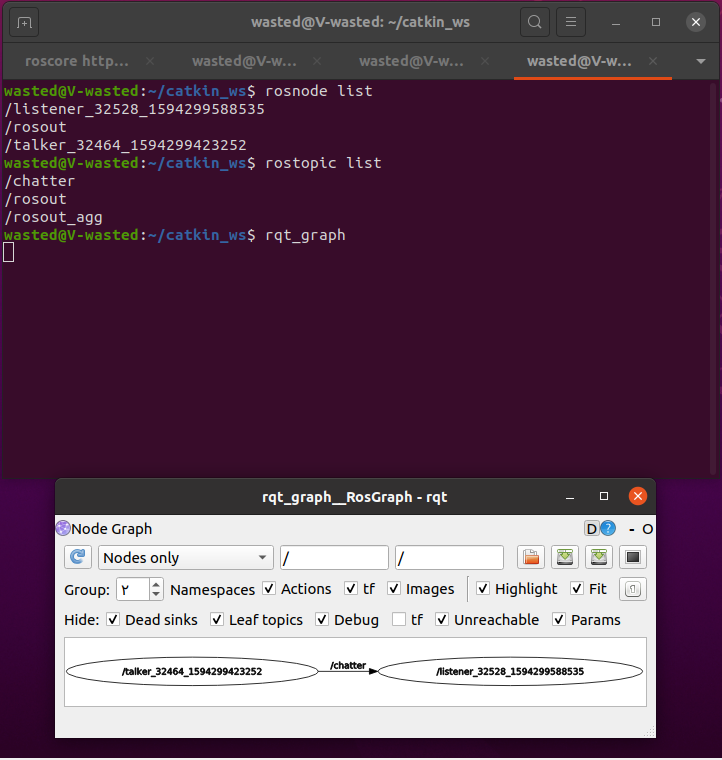 wasted@V-wasted: ~/catkin_ws
roscore http...
wasted@V-w...
wasted@V-w...
wasted@V-w...
wasted@V-wasted:~/catkin_ws$ rosnode list
/listener_32528_1594299588535
/rosout
/talker_32464_1594299423252
wasted@V-wasted:~/catkin_ws$ rostopic list
/chatter
/rosout
/rosout_agg
wasted@V-wasted:~/catkin_ws$ rqt_graph
rqt_graph__RosGraph - rqt
Node Graph
D ? - O
Nodes only / /
Group: ٢ Namespaces Actions tf Images Highlight Fit
Hide: Dead sinks Leaf topics Debug tf Unreachable Params
/talker_32464_1594299423252 /chatter /listener_32528_1594299588535